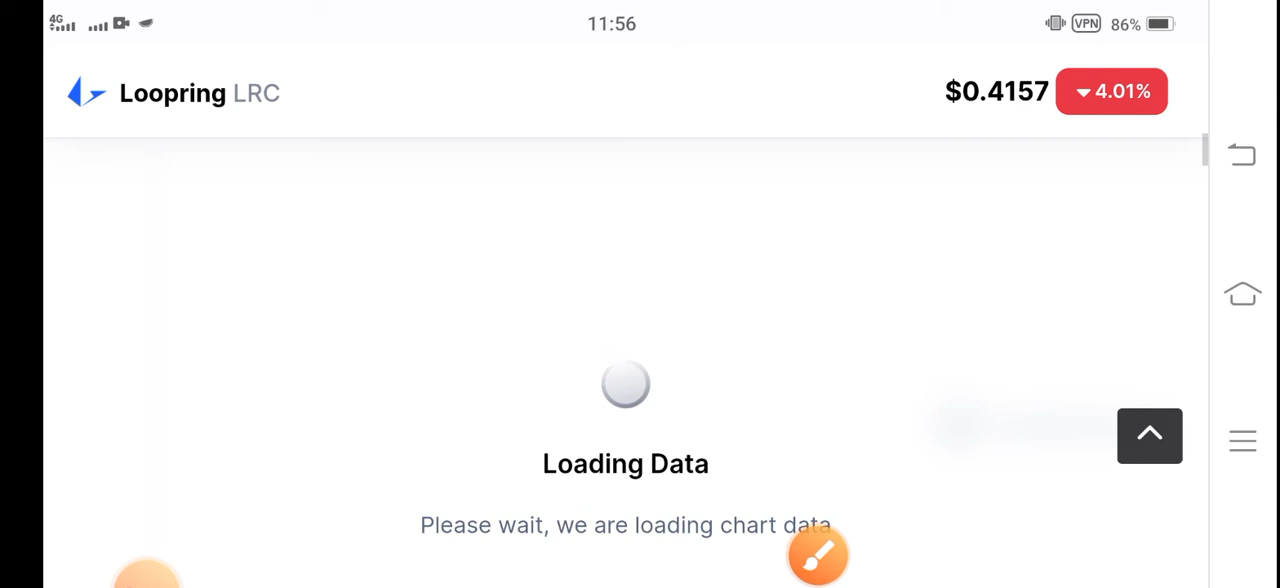 4G 11:56 VPN 86%
Loopring LRC $0.4157 4.01%
Loading Data
Please wait, we are loading chart data